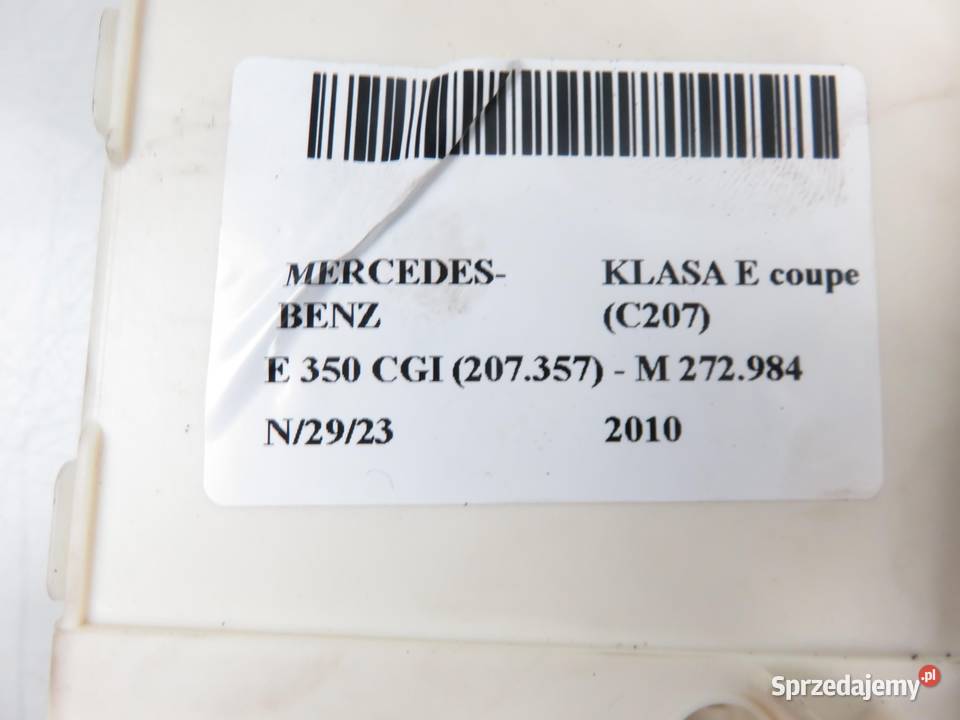 MERCEDES- KLASA E coupe
BENZ (C207)
E 350 CGI (207.357) - M 272.984
N/29/23 2010
Sprzedajemy.pl